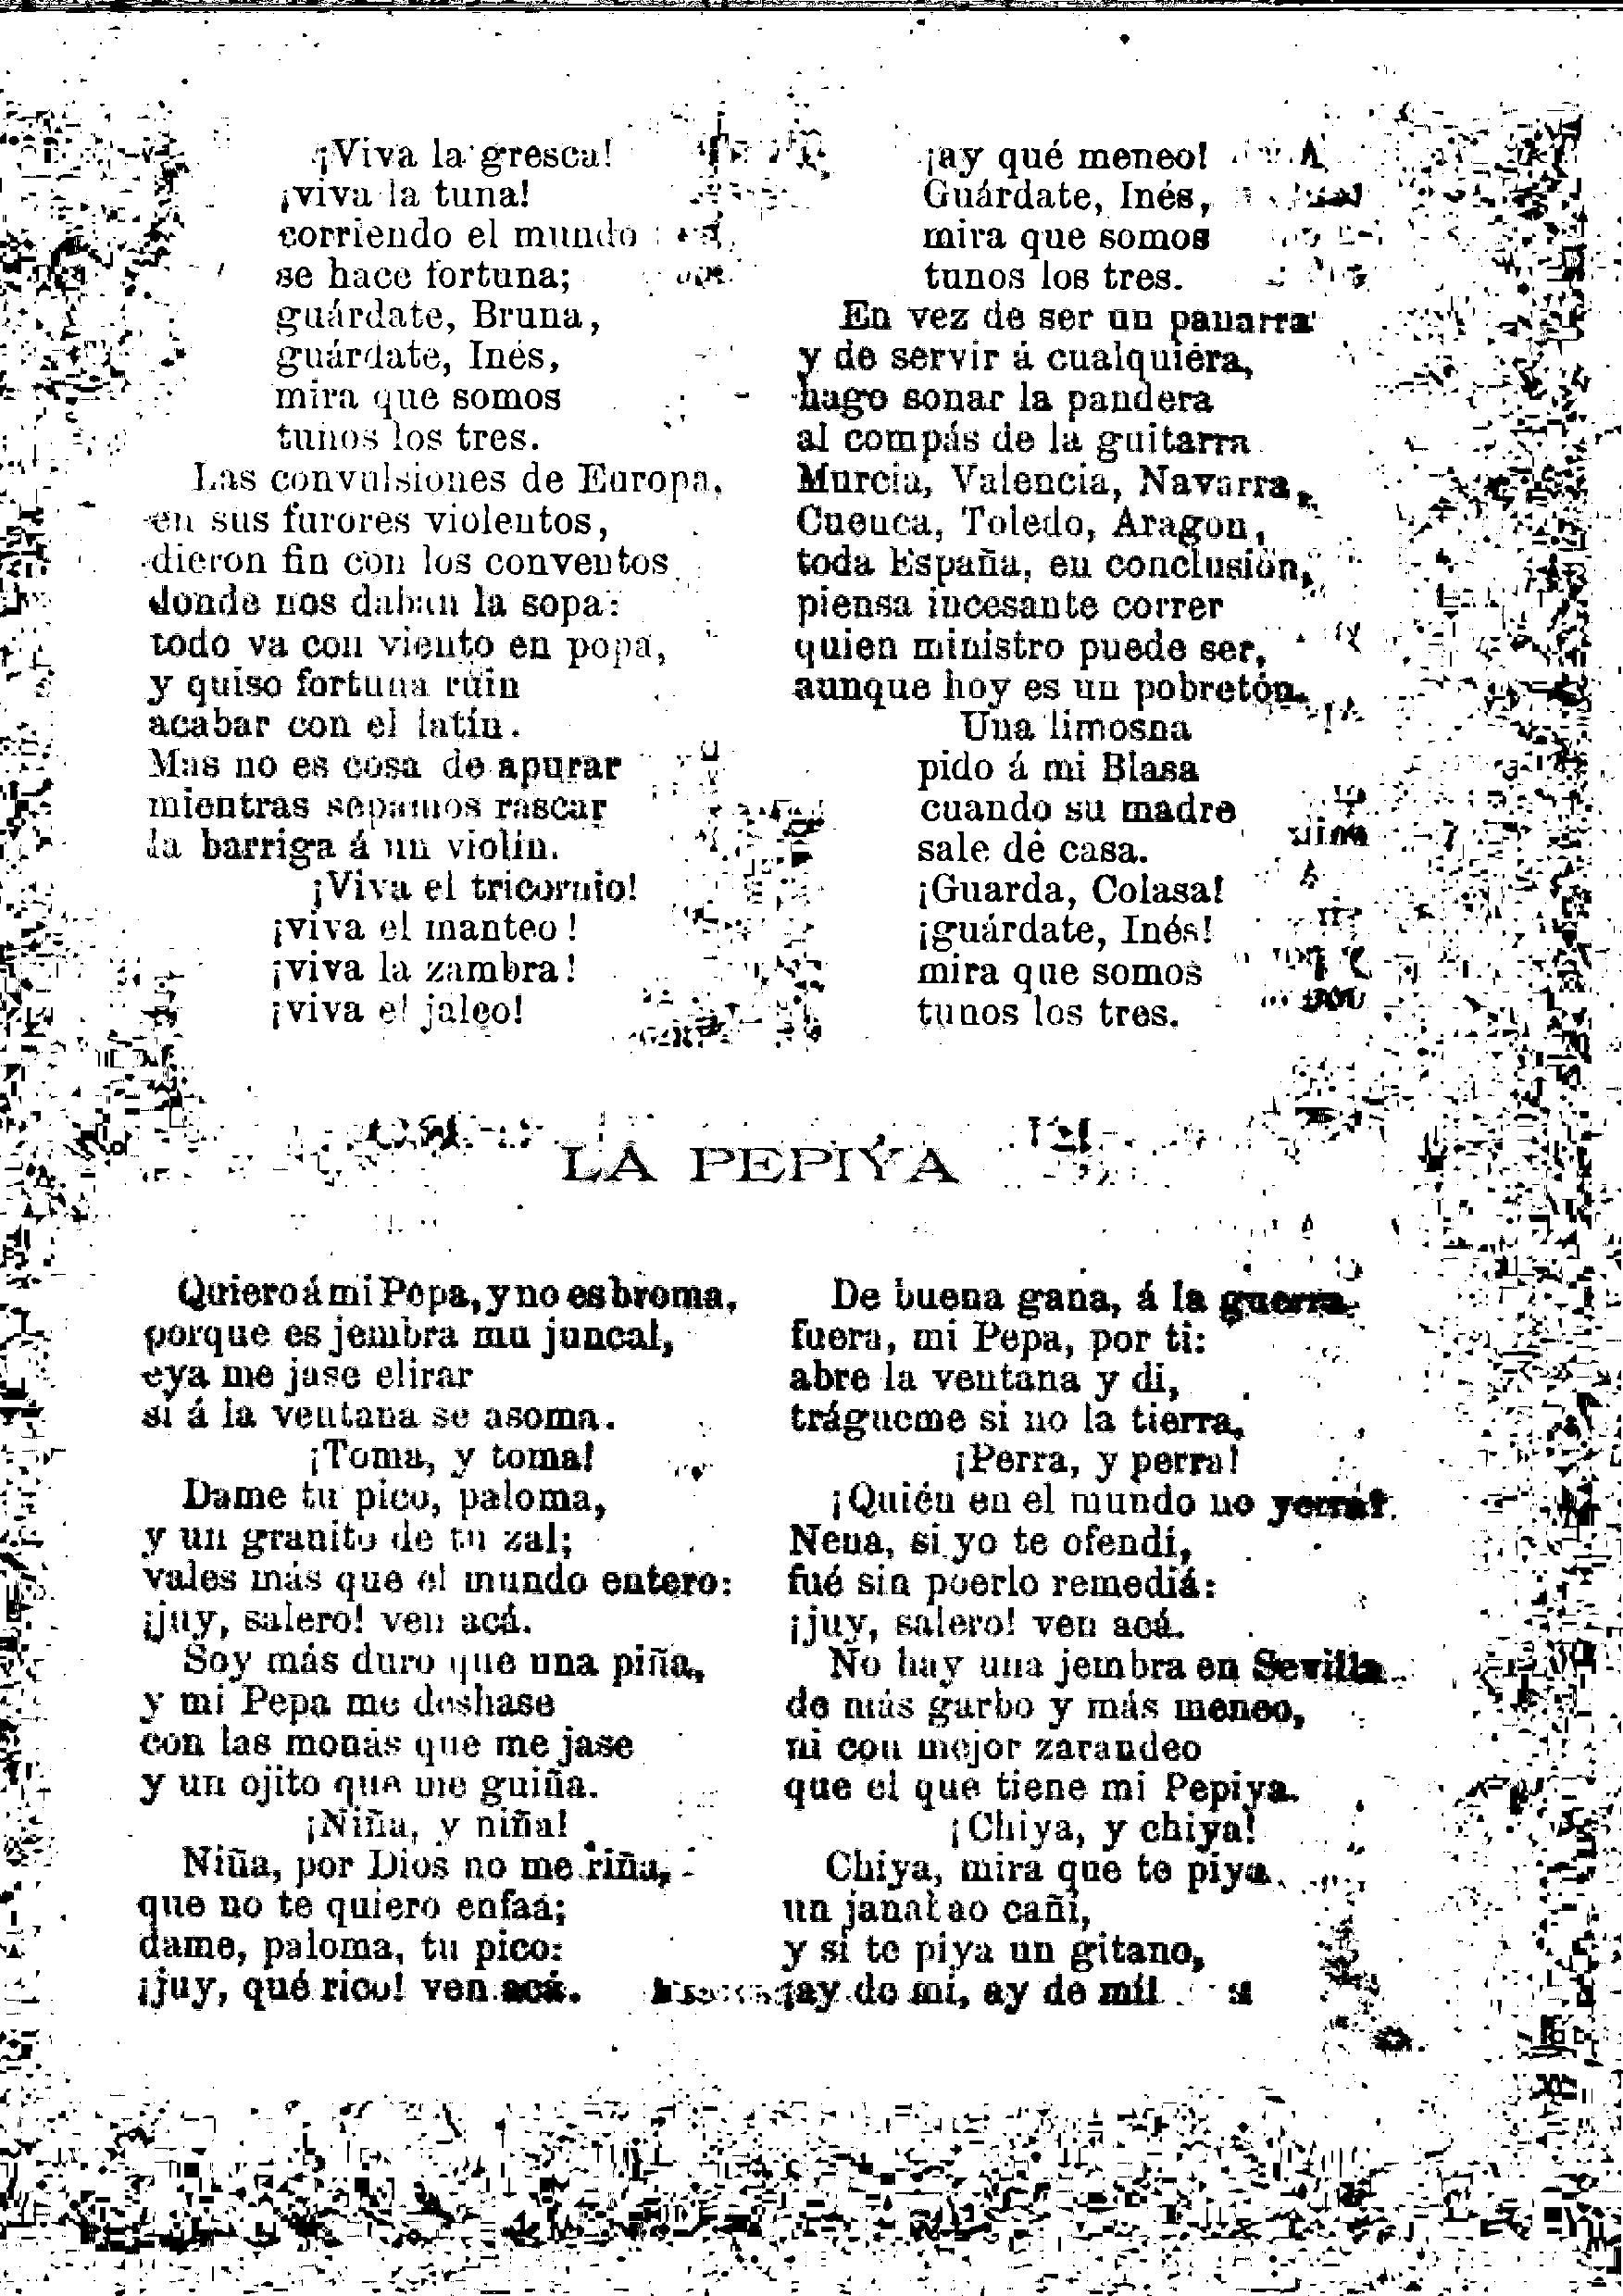 ¡Viva la gresca!
¡viva la tuna!
corriendo el mundo
se hace fortuna;
guárdate, Bruna,
guárdate, Inés,
mira que somos
tunos los tres.
Las convulsiones de Europa,
en sus furores violentos,
dieron fin con los conventos
donde nos daban la sopa:
todo va con viento en popa,
y quiso fortuna rüin
acabar con el latín.
Mas no es cosa de apurar
mientras sepamos rascar
la barriga á un violín.
¡Viva el tricornio!
¡viva el manteo!
¡viva la zambra!
¡viva el jaleo!
¡ay qué meneo!
Guárdate, Inés,
mira que somos
tunos los tres.
En vez de ser un panarra
y de servir á cualquiera,
hago sonar la pandera
al compás de la guitarra
Murcia, Valencia, Navarra,
Cuenca, Toledo, Aragon,
toda España, en conclusión,
piensa incesante correr
quien ministro puede ser,
aunque hoy es un pobretón.
Una limosna
pido á mi Blasa
cuando su madre
sale de casa.
¡Guarda, Colasa!
¡guárdate, Inés!
mira que somos
tunos los tres.
LA PEPIYA
Quiero á mi Pepa, y no es broma,
porque es jembra mu juncal,
eya me jase elirar
si á la ventana se asoma.
¡Toma, y toma!
Dame tu pico, paloma,
y un granito de tu zal;
vales más que el mundo entero:
¡juy, salero! ven acá.
Soy más duro que una piña,
y mi Pepa me deshase
con las monás que me jase
y un ojito que me guiña.
¡Niña, y niña!
Niña, por Dios no me riña,
que no te quiero enfaá;
dame, paloma, tu pico:
¡juy, qué rico! ven acá.
De buena gana, á la guerra
fuera, mi Pepa, por ti:
abre la ventana y di,
trágueme si no la tierra,
¡Perra, y perra!
¡Quién en el mundo no yerra!
Nena, si yo te ofendí,
fué sin poerlo remediá:
¡juy, salero! ven acá.
No hay una jembra en Sevilla
de más garbo y más meneo,
ni con mejor zarandeo
que el que tiene mi Pepiya.
¡Chiya, y chiya!
Chiya, mira que te piya
un janatao cañí,
y si te piya un gitano,
¡ay de mí, ay de mí!